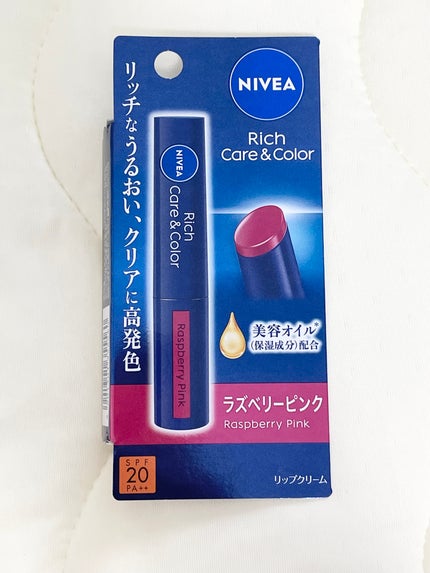 NIVEA
Rich
Care & Color
リッチなうるおい、クリアに高発色
NIVEA
Rich
Care & Color
Raspberry Pink
美容オイル*
(保湿成分)配合
ラズベリーピンク
Raspberry Pink
SPF
20
PA++
リップクリーム